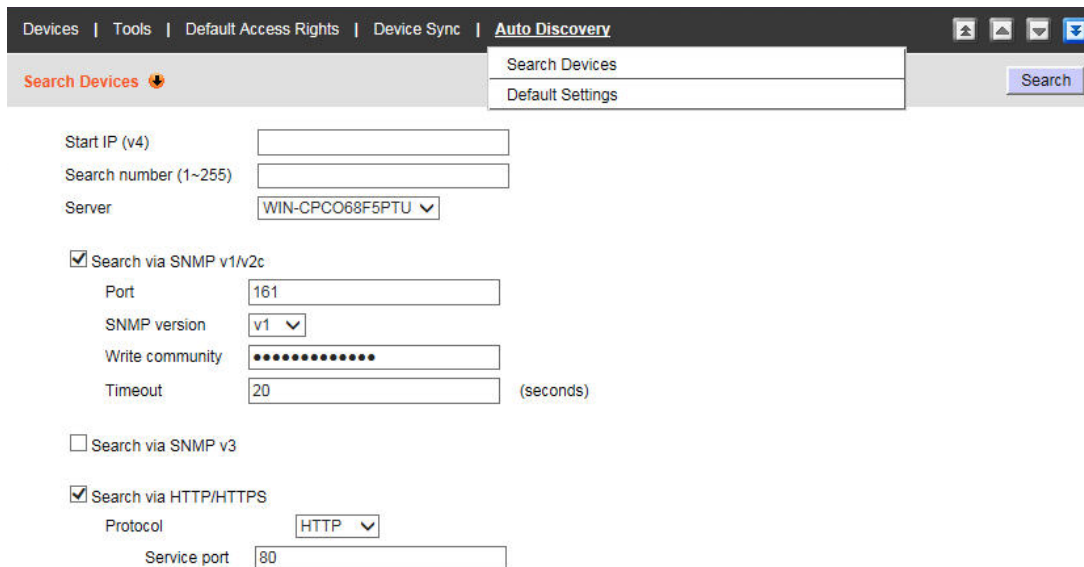 Devices | Tools | Default Access Rights | Device Sync | Auto Discovery
Search Devices
Default Settings
Search Devices
Search
Start IP (v4)
Search number (1~255)
Server WIN-CPCO68F5PTU
Search via SNMP v1/v2c
Port 161
SNMP version v1
Write community •••••••••••••
Timeout 20 (seconds)
Search via SNMP v3
Search via HTTP/HTTPS
Protocol HTTP
Service port 80